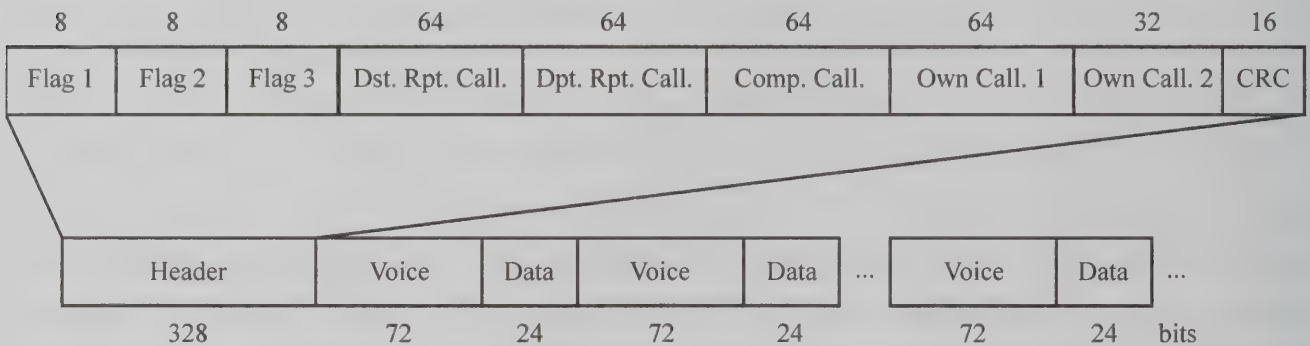 8 8 8 64 64 64 64 32 16
Flag 1 Flag 2 Flag 3 Dst. Rpt. Call. Dpt. Rpt. Call. Comp. Call. Own Call. 1 Own Call. 2 CRC
Header Voice Data Voice Data ... Voice Data ...
328 72 24 72 24 72 24 bits